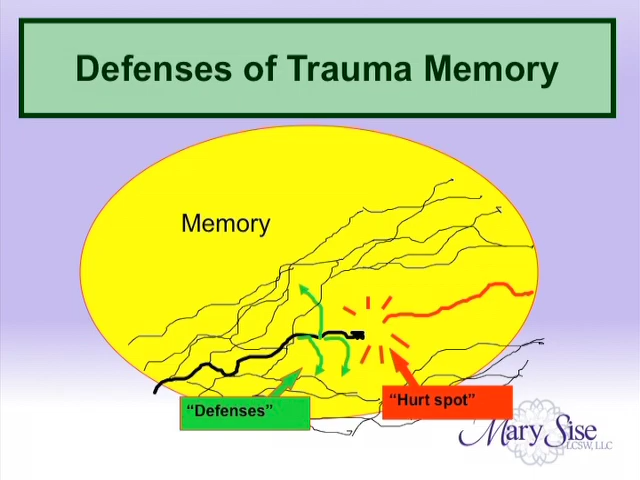 Defenses of Trauma Memory
Memory
“Defenses”
“Hurt spot”
Mary Sise
LCSW, LLC